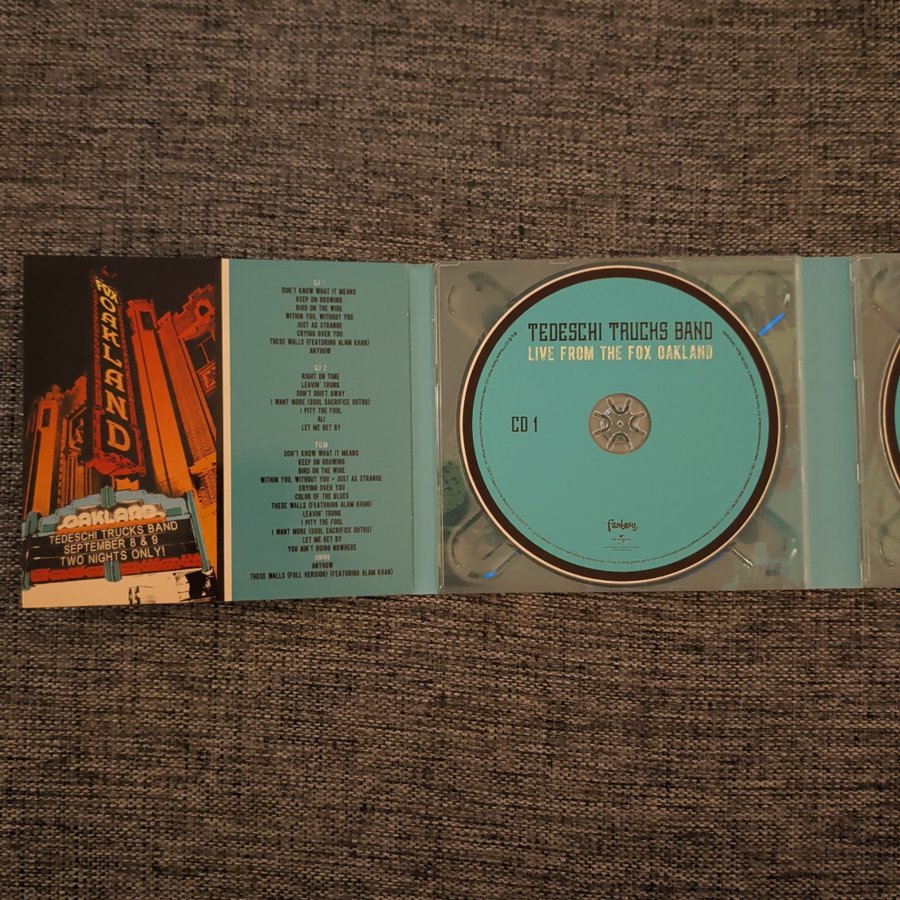 FOX
OAKLAND
OAKLAND
TEDESCHI TRUCKS BAND
SEPTEMBER 8 & 9
TWO NIGHTS ONLY!
DON'T KNOW WHAT IT MEANS
KEEP ON GROWING
BIRD ON THE WIRE
WITHIN YOU, WITHOUT YOU
JUST AS STRANGE
CRYING OVER YOU
THESE WALLS (FEATURING ALAM KHAN)
ANYHOW
CD 2
RIGHT ON TIME
LEAVIN' TRUNK
DON'T DRIFT AWAY
I WANT MORE (SOUL SACRIFICE OUTRO)
I PITY THE FOOL
ALI
LET ME GET BY
FILM
DON'T KNOW WHAT IT MEANS
KEEP ON GROWING
BIRD ON THE WIRE
WITHIN YOU, WITHOUT YOU > JUST AS STRANGE
CRYING OVER YOU
COLOR OF THE BLUES
THESE WALLS (FEATURING ALAM KHAN)
LEAVIN' TRUNK
I PITY THE FOOL
I WANT MORE (SOUL SACRIFICE OUTRO)
LET ME GET BY
YOU AIN'T GOING NOWHERE
BONUS
ANYHOW
THESE WALLS (FULL VERSION) (FEATURING ALAM KHAN)
TEDESCHI TRUCKS BAND
LIVE FROM THE FOX OAKLAND
CD 1
Fantasy
UNIVERSAL